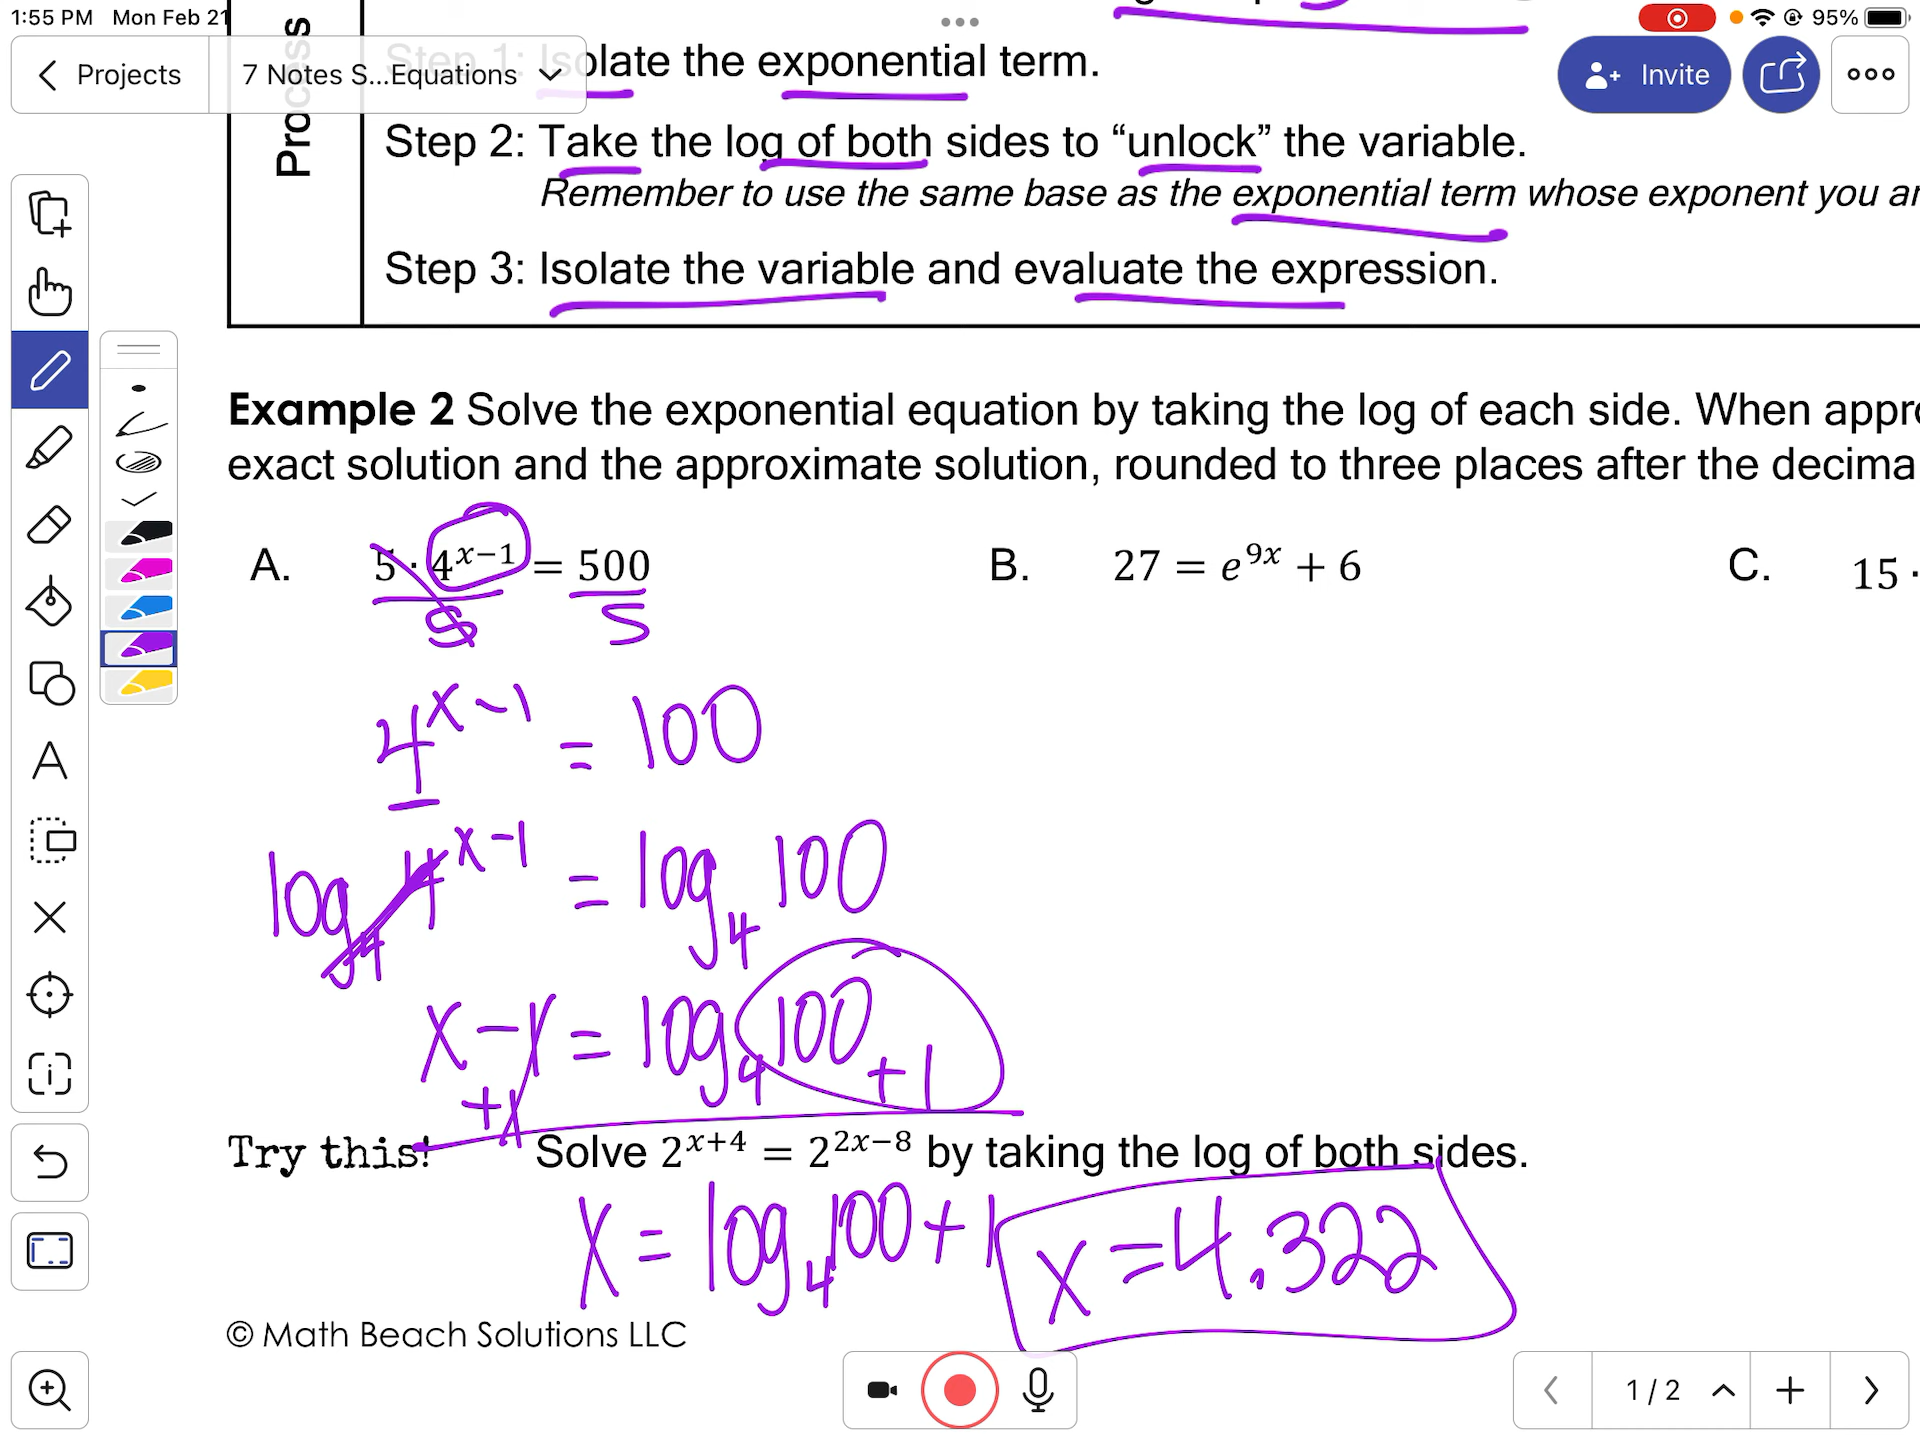 1:55 PM Mon Feb 21
95%
Projects
7 Notes S...Equations
Invite
Process
Step 1: Isolate the exponential term.
Step 2: Take the log of both sides to “unlock” the variable.
Remember to use the same base as the exponential term whose exponent you ar
Step 3: Isolate the variable and evaluate the expression.
Example 2 Solve the exponential equation by taking the log of each side. When appro
exact solution and the approximate solution, rounded to three places after the decima
A. 5 · 4^{x−1} = 500
5 5
B. 27 = e^{9x} + 6
C. 15 ·
4^{x-1} = 100
log_4 4^{x-1} = log_4 100
x-1 = log_4 100 +1
+1
Try this! Solve 2^{x+4} = 2^{2x−8} by taking the log of both sides.
x = log_4 100 + 1
x = 4.322
© Math Beach Solutions LLC
1 / 2